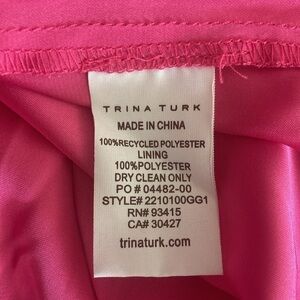 TRINA TURK
MADE IN CHINA
100%RECYCLED POLYESTER
LINING
100%POLYESTER
DRY CLEAN ONLY
PO # 04482-00
STYLE# 2210100GG1
RN# 93415
CA# 30427
trinaturk.com